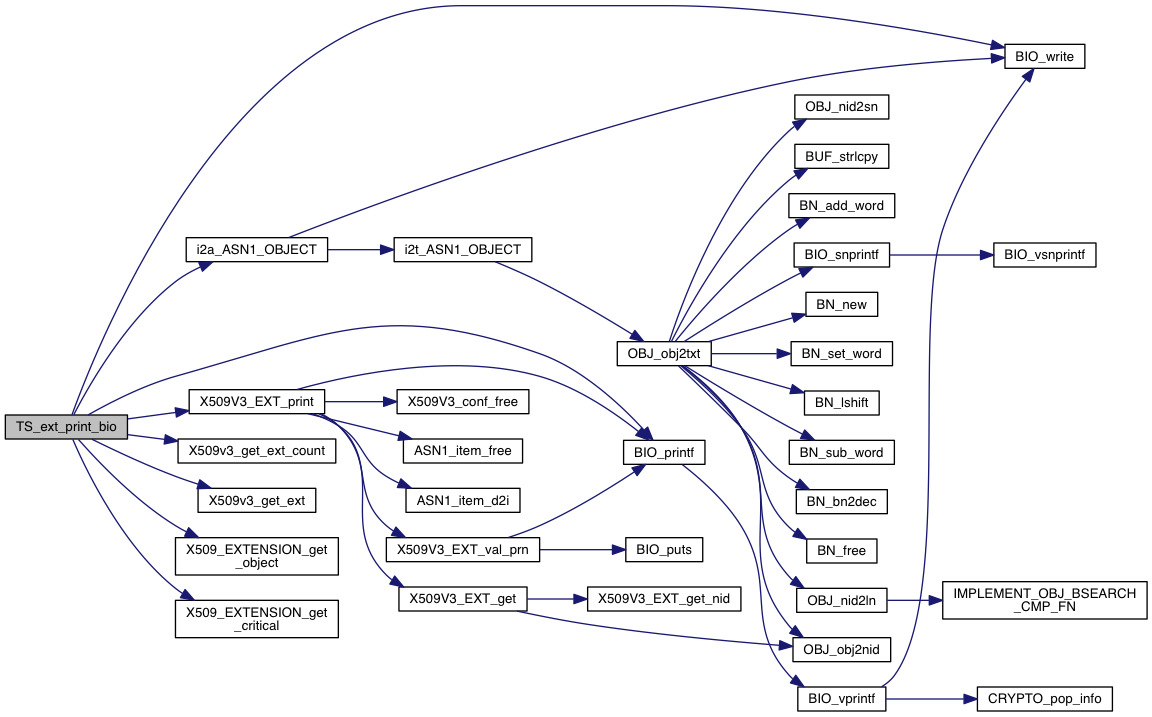 BIO_write
OBJ_nid2sn
BUF_strlcpy
BN_add_word
i2a_ASN1_OBJECT
i2t_ASN1_OBJECT
BIO_snprintf
BIO_vsnprintf
BN_new
OBJ_obj2txt
BN_set_word
X509V3_EXT_print
X509V3_conf_free
BN_lshift
TS_ext_print_bio
X509v3_get_ext_count
ASN1_item_free
BIO_printf
BN_sub_word
X509v3_get_ext
ASN1_item_d2i
BN_bn2dec
X509_EXTENSION_get
_object
X509V3_EXT_val_prn
BIO_puts
BN_free
X509V3_EXT_get
X509V3_EXT_get_nid
OBJ_nid2ln
IMPLEMENT_OBJ_BSEARCH
_CMP_FN
X509_EXTENSION_get
_critical
OBJ_obj2nid
BIO_vprintf
CRYPTO_pop_info